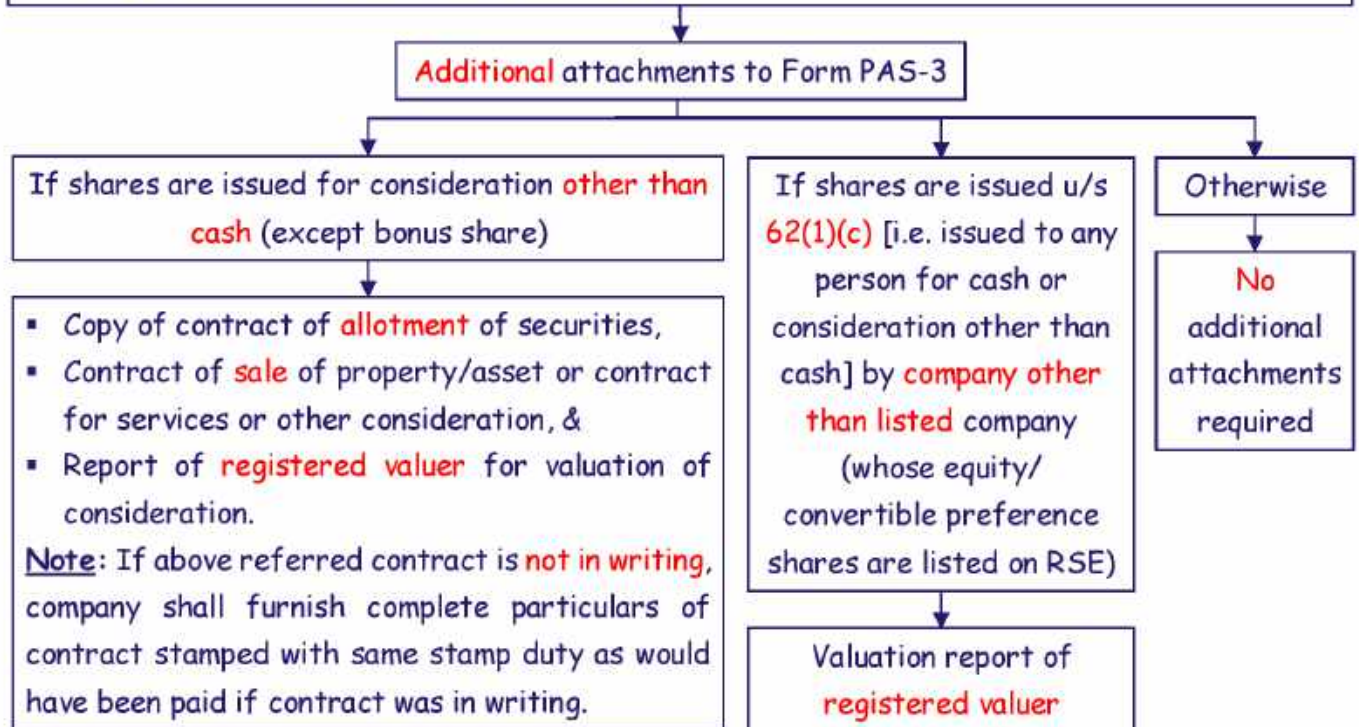 Additional attachments to Form PAS-3
If shares are issued for consideration other than
cash (except bonus share)
▪ Copy of contract of allotment of securities,
▪ Contract of sale of property/asset or contract
for services or other consideration, &
▪ Report of registered valuer for valuation of
consideration.
Note: If above referred contract is not in writing,
company shall furnish complete particulars of
contract stamped with same stamp duty as would
have been paid if contract was in writing.
If shares are issued u/s
62(1)(c) [i.e. issued to any
person for cash or
consideration other than
cash] by company other
than listed company
(whose equity/
convertible preference
shares are listed on RSE)
Valuation report of
registered valuer
Otherwise
No
additional
attachments
required